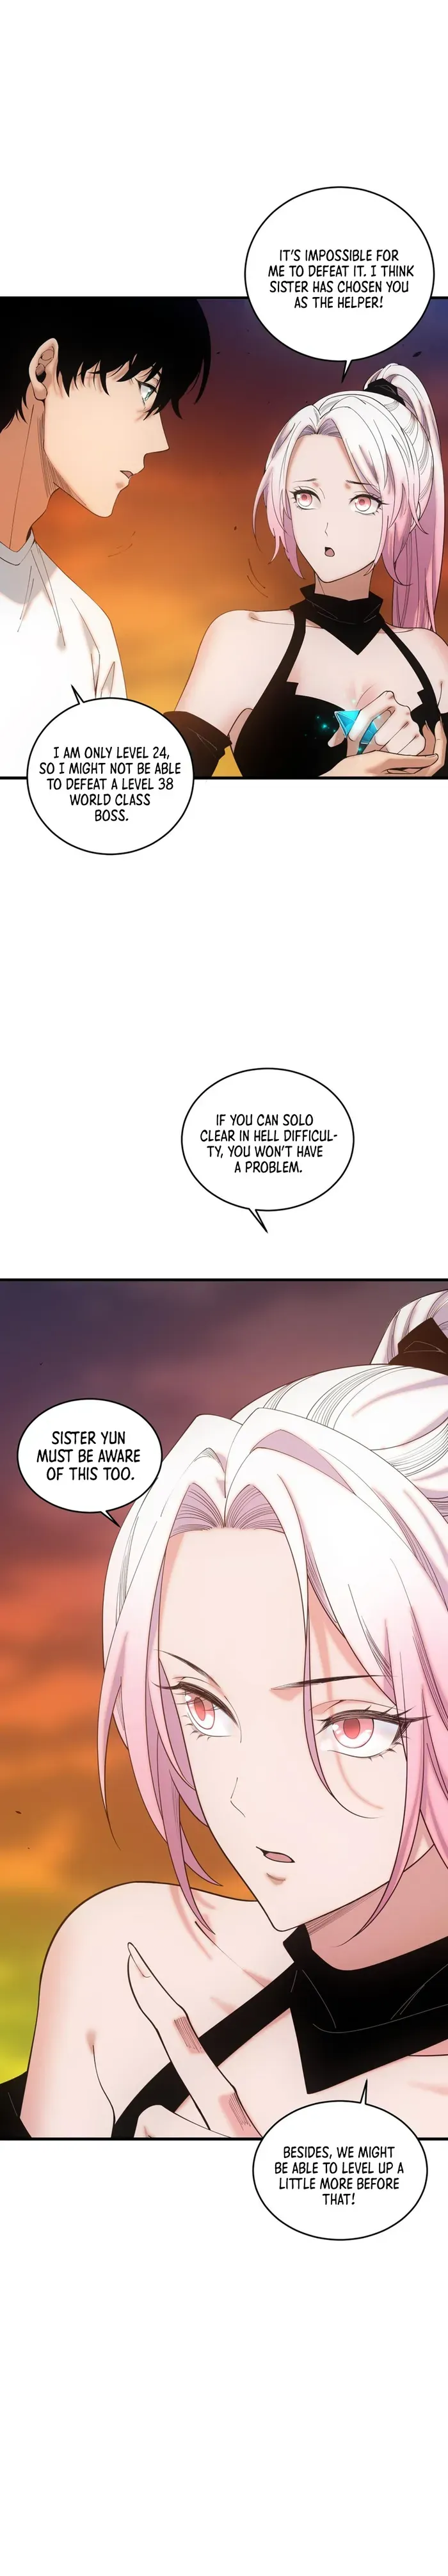 IT'S IMPOSSIBLE FOR
ME TO DEFEAT IT. I THINK
SISTER HAS CHOSEN YOU
AS THE HELPER!
I AM ONLY LEVEL 24,
SO I MIGHT NOT BE ABLE
TO DEFEAT A LEVEL 38
WORLD CLASS
BOSS.
IF YOU CAN SOLO
CLEAR IN HELL DIFFICUL-
TY, YOU WON'T HAVE
A PROBLEM.
SISTER YUN
MUST BE AWARE
OF THIS TOO.
BESIDES, WE MIGHT
BE ABLE TO LEVEL UP A
LITTLE MORE BEFORE
THAT!